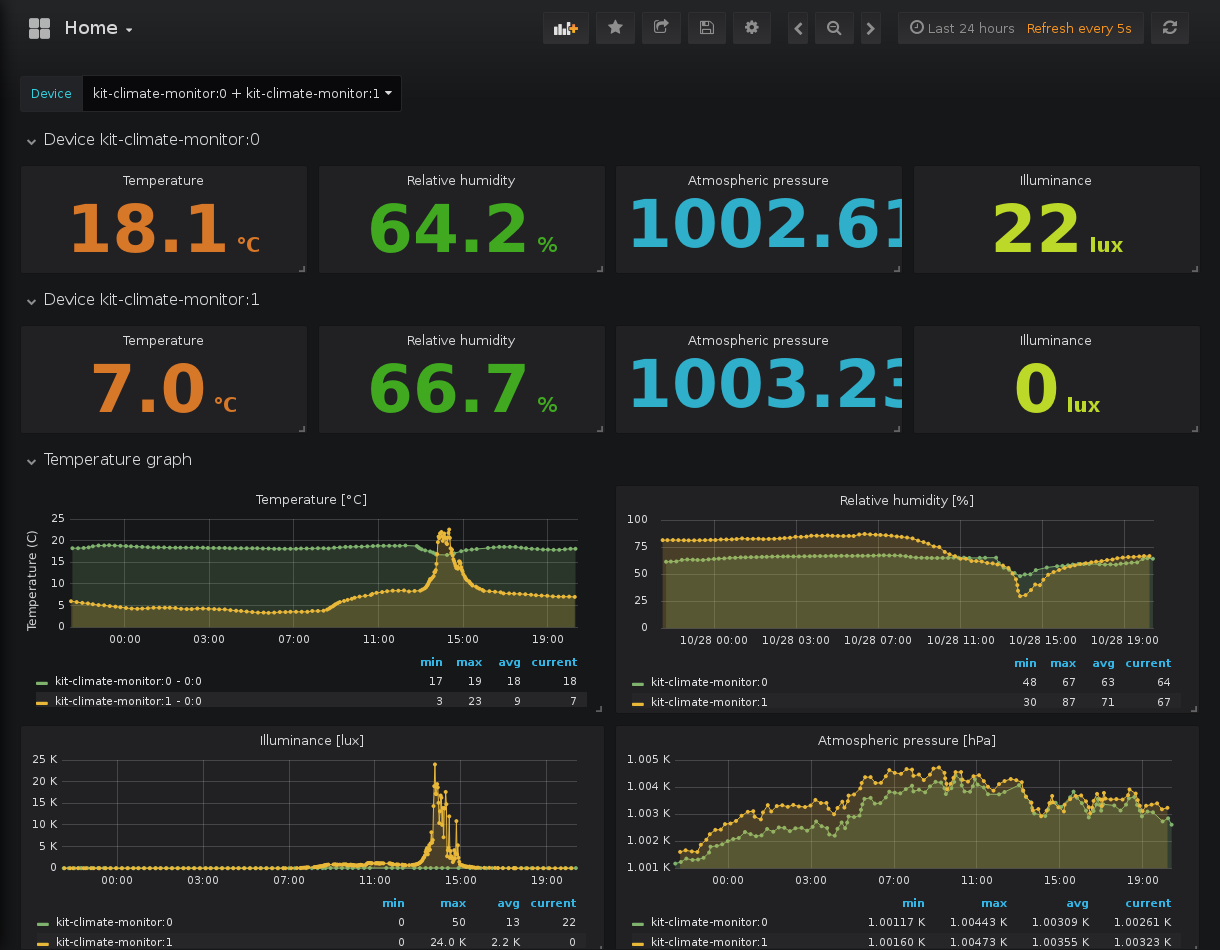 Home
Last 24 hours Refresh every 5s
Device kit-climate-monitor:0 + kit-climate-monitor:1
Device kit-climate-monitor:0
Temperature
18.1 °C
Relative humidity
64.2 %
Atmospheric pressure
1002.61
Illuminance
22 lux
Device kit-climate-monitor:1
Temperature
7.0 °C
Relative humidity
66.7 %
Atmospheric pressure
1003.23
Illuminance
0 lux
Temperature graph
Temperature [°C]
Temperature (C)
25
20
15
10
5
0
00:00 03:00 07:00 11:00 15:00 19:00
min max avg current
kit-climate-monitor:0 - 0:0 17 19 18 18
kit-climate-monitor:1 - 0:0 3 23 9 7
Relative humidity [%]
100
75
50
25
0
10/28 00:00 10/28 03:00 10/28 07:00 10/28 11:00 10/28 15:00 10/28 19:00
min max avg current
kit-climate-monitor:0 48 67 63 64
kit-climate-monitor:1 30 87 71 67
Illuminance [lux]
25 K
20 K
15 K
10 K
5 K
0
00:00 03:00 07:00 11:00 15:00 19:00
min max avg current
kit-climate-monitor:0 0 50 13 22
kit-climate-monitor:1 0 24.0 K 2.2 K 0
Atmospheric pressure [hPa]
1.005 K
1.004 K
1.003 K
1.002 K
1.001 K
00:00 03:00 07:00 11:00 15:00 19:00
min max avg current
kit-climate-monitor:0 1.00117 K 1.00443 K 1.00309 K 1.00261 K
kit-climate-monitor:1 1.00160 K 1.00473 K 1.00355 K 1.00323 K